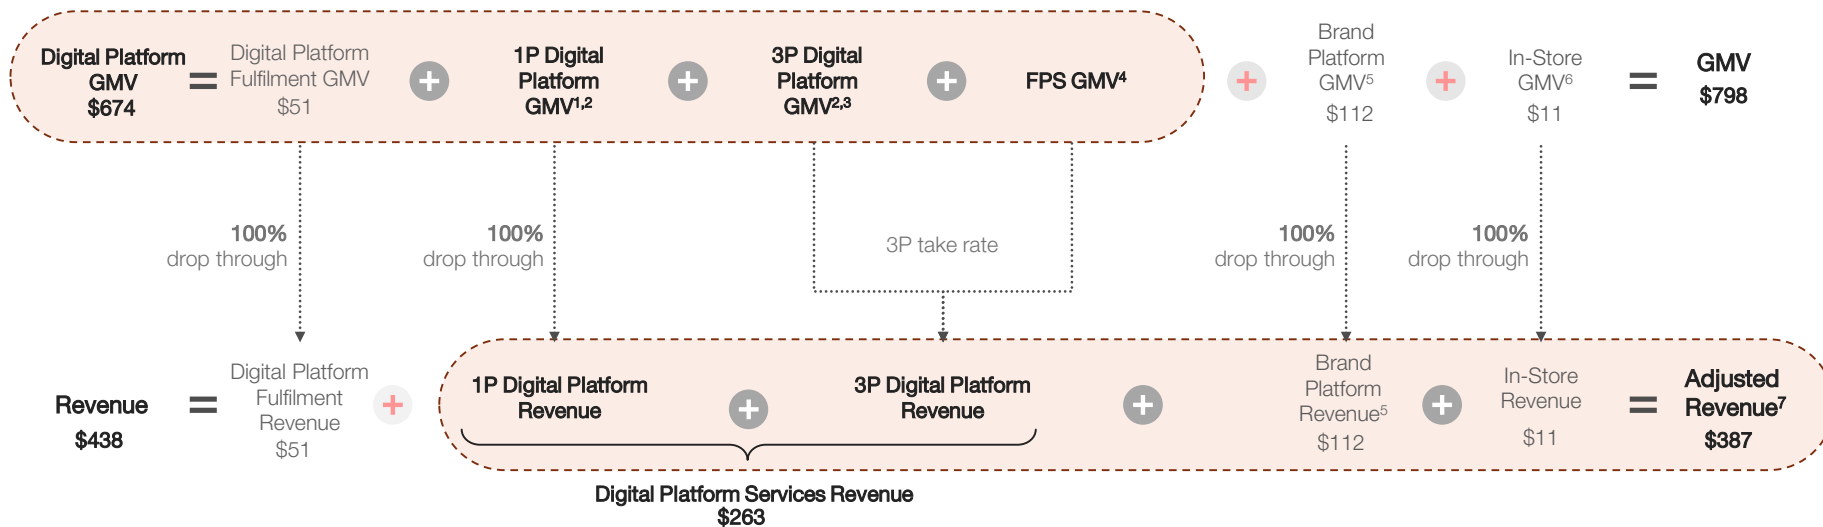 Digital Platform
GMV
$674
=
Digital Platform
Fulfilment GMV
$51
+
1P Digital
Platform
GMV1,2
+
3P Digital
Platform
GMV2,3
+
FPS GMV4
+
Brand
Platform
GMV5
$112
+
In-Store
GMV6
$11
=
GMV
$798
100%
drop through
100%
drop through
3P take rate
100%
drop through
100%
drop through
Revenue
$438
=
Digital Platform
Fulfilment
Revenue
$51
+
1P Digital Platform
Revenue
+
3P Digital Platform
Revenue
+
Brand
Platform
Revenue5
$112
+
In-Store
Revenue
$11
=
Adjusted
Revenue7
$387
Digital Platform Services Revenue
$263